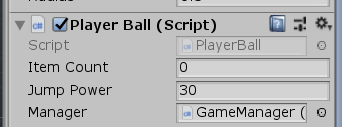 Player Ball (Script)
Script PlayerBall
Item Count 0
Jump Power 30
Manager GameManager (